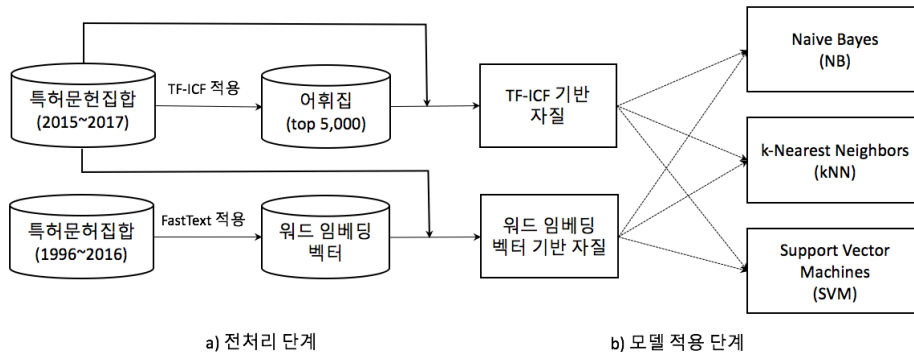 특허문헌집합
(2015~2017)
TF-ICF 적용
어휘집
(top 5,000)
TF-ICF 기반
자질
Naive Bayes
(NB)
k-Nearest Neighbors
(kNN)
특허문허집합
(1996~2016)
FastText 적용
워드 임베딩
벡터
워드 임베딩
벡터 기반 자질
Support Vector
Machines
(SVM)
a) 전처리 단계
b) 모델 적용 단계